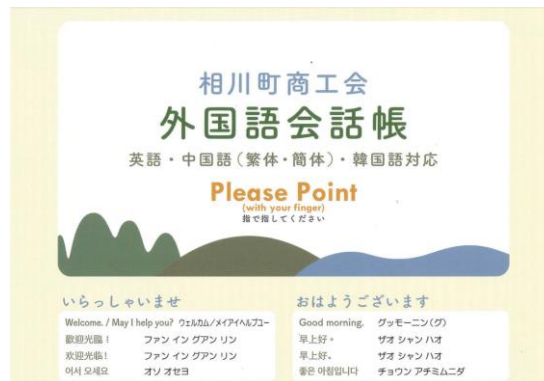 相川町商工会
外国語会話帳
英語・中国語(繁体・簡体)・韓国語対応
Please Point
(with your finger)
指で指してください
いらっしゃいませ
Welcome. / May I help you? ウェルカム/メイアイヘルプユー
歡迎光臨！ ファン イン グアン リン
欢迎光临！ ファン イン グアン リン
어서 오세요 オソ オセヨ
おはようございます
Good morning. グッモーニン(グ)
早上好。 ザオ シャン ハオ
早上好。 ザオ シャン ハオ
좋은 아침입니다 チョウン アチミムニダ